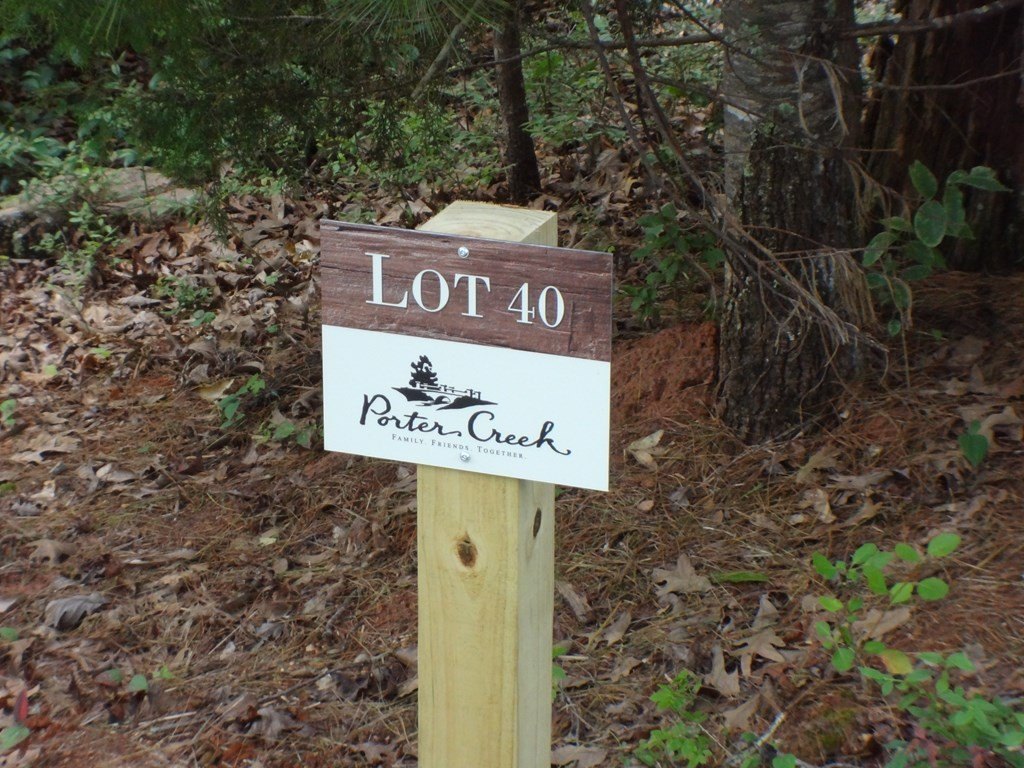 LOT 40
Porter Creek
FAMILY. FRIENDS. TOGETHER.